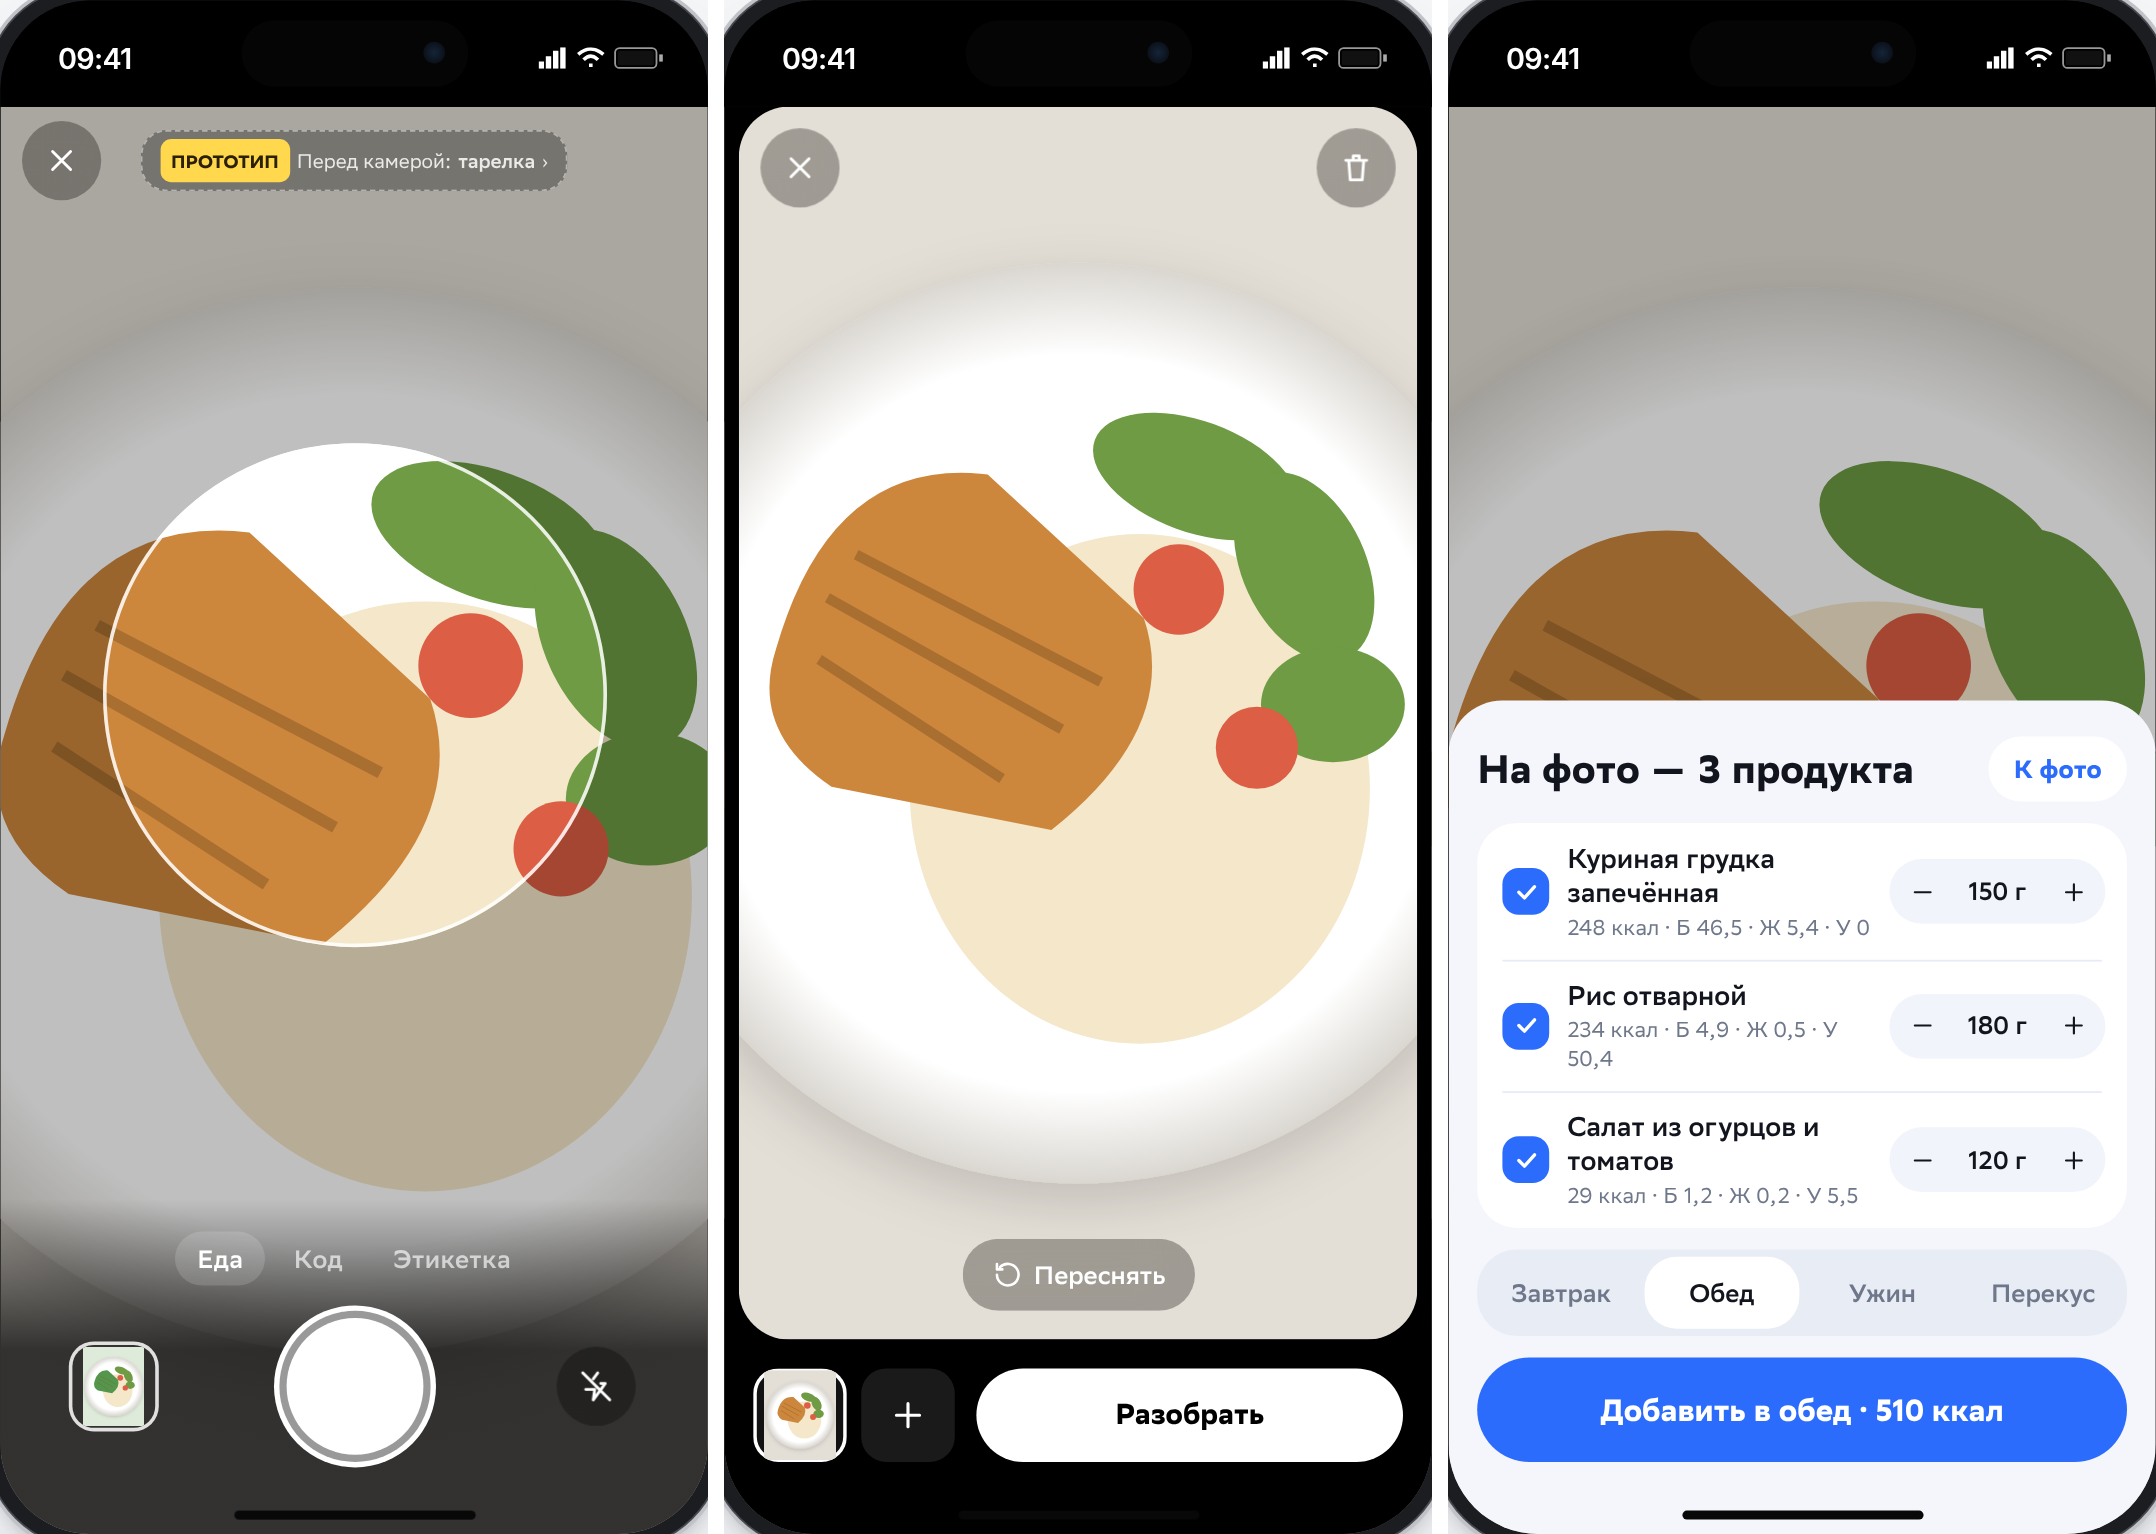 09:41
ПРОТОТИП Перед камерой: тарелка ›
Еда Код Этикетка
09:41
Переснять
Разобрать
09:41
На фото — 3 продукта
К фото
Куриная грудка
запечённая
248 ккал · Б 46,5 · Ж 5,4 · У 0
− 150 г +
Рис отварной
234 ккал · Б 4,9 · Ж 0,5 · У
50,4
− 180 г +
Салат из огурцов и
томатов
29 ккал · Б 1,2 · Ж 0,2 · У 5,5
− 120 г +
Завтрак Обед Ужин Перекус
Добавить в обед · 510 ккал